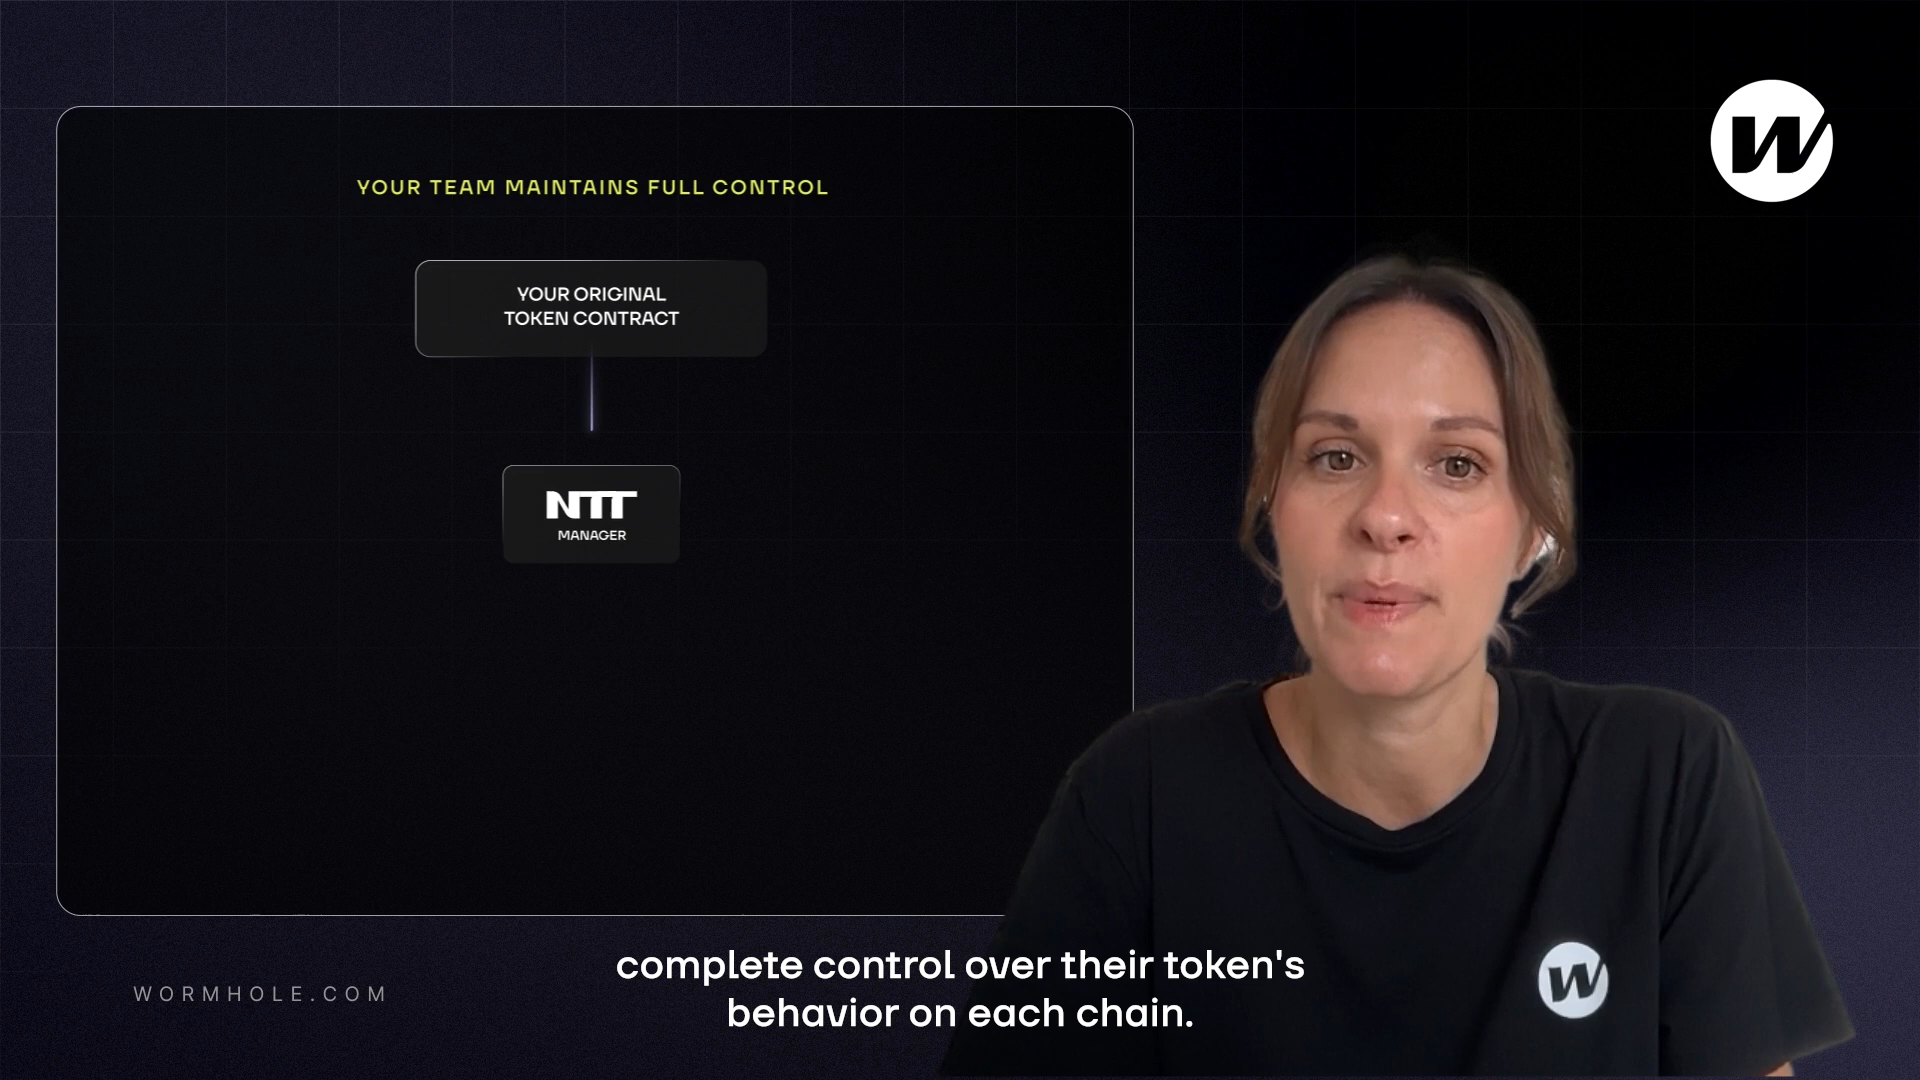 W
YOUR TEAM MAINTAINS FULL CONTROL
YOUR ORIGINAL
TOKEN CONTRACT
NTT
MANAGER
W
complete control over their token's
behavior on each chain.
WORMHOLE.COM